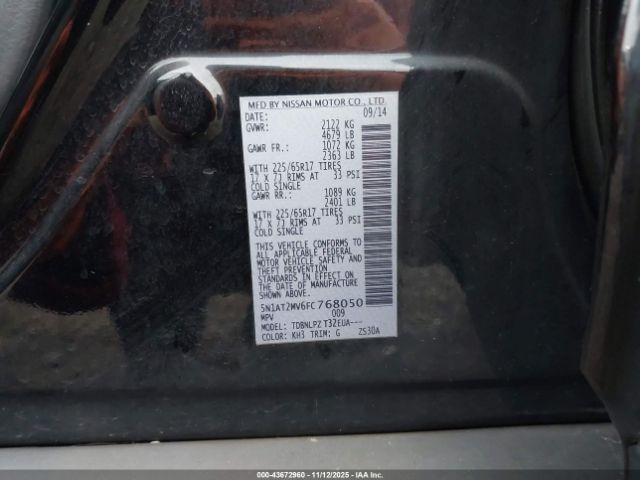 MFD BY NISSAN MOTOR CO., LTD.
DATE: 09/14
GVWR: 2122 KG
4679 LB
GAWR FR.: 1072 KG
2363 LB
WITH 225/65R17 TIRES
17 X 7J RIMS AT 33 PSI
COLD SINGLE
GAWR RR.: 1089 KG
2401 LB
WITH 225/65R17 TIRES
17 X 7J RIMS AT 33 PSI
COLD SINGLE
THIS VEHICLE CONFORMS TO
ALL APPLICABLE FEDERAL
MOTOR VEHICLE SAFETY AND
THEFT PREVENTION
STANDARDS IN EFFECT ON
THE DATE OF MANUFACTURE
SHOWN ABOVE.
5N1AT2MV6FC768050
MPV 009
MODEL: TDBNLPZ T32EUA---
COLOR: KH3 TRIM: G ZS30A
000-43672960 - 11/12/2025 - IAAI.COM